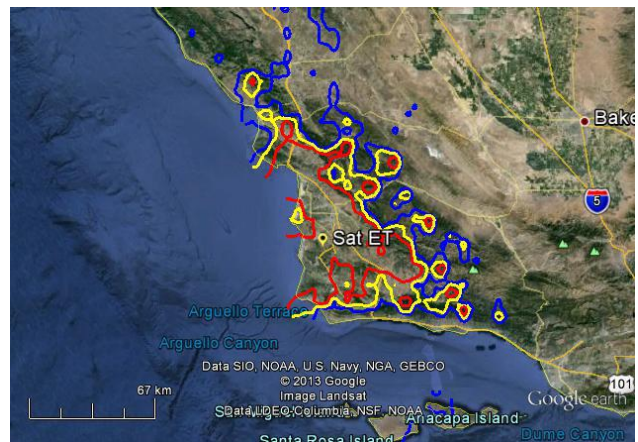 Bake
5
Sat ET
Arguello Terrac
Arguello Canyon
Data SIO, NOAA, U.S. Navy, NGA, GEBCO
© 2013 Google
Image Landsat
67 km
101
Google earth
Data LDEO-Columbia, NSF, NOAA
Anacapa Island
Santa Rosa Island
Dume Canyon